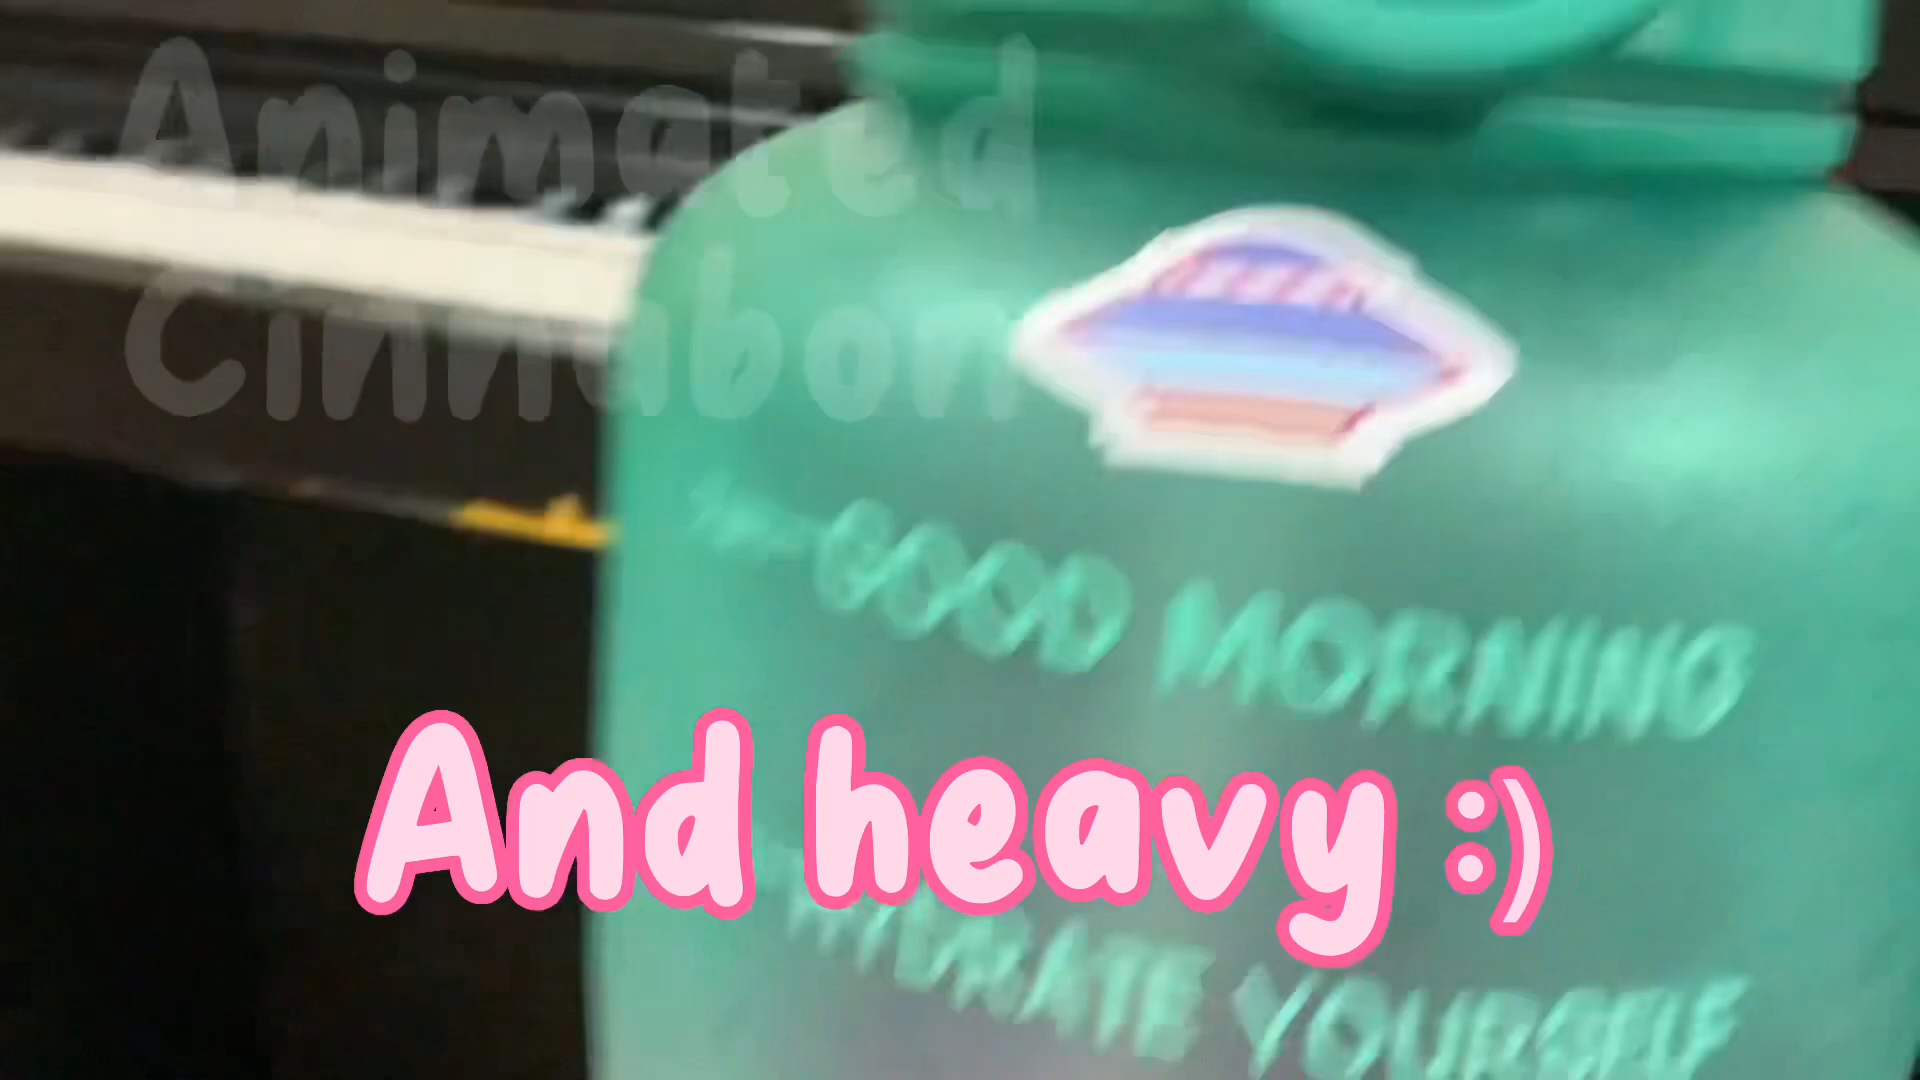 Animated
Cinnabon
GOOD MORNING
And heavy :)
HYDRATE YOURSELF